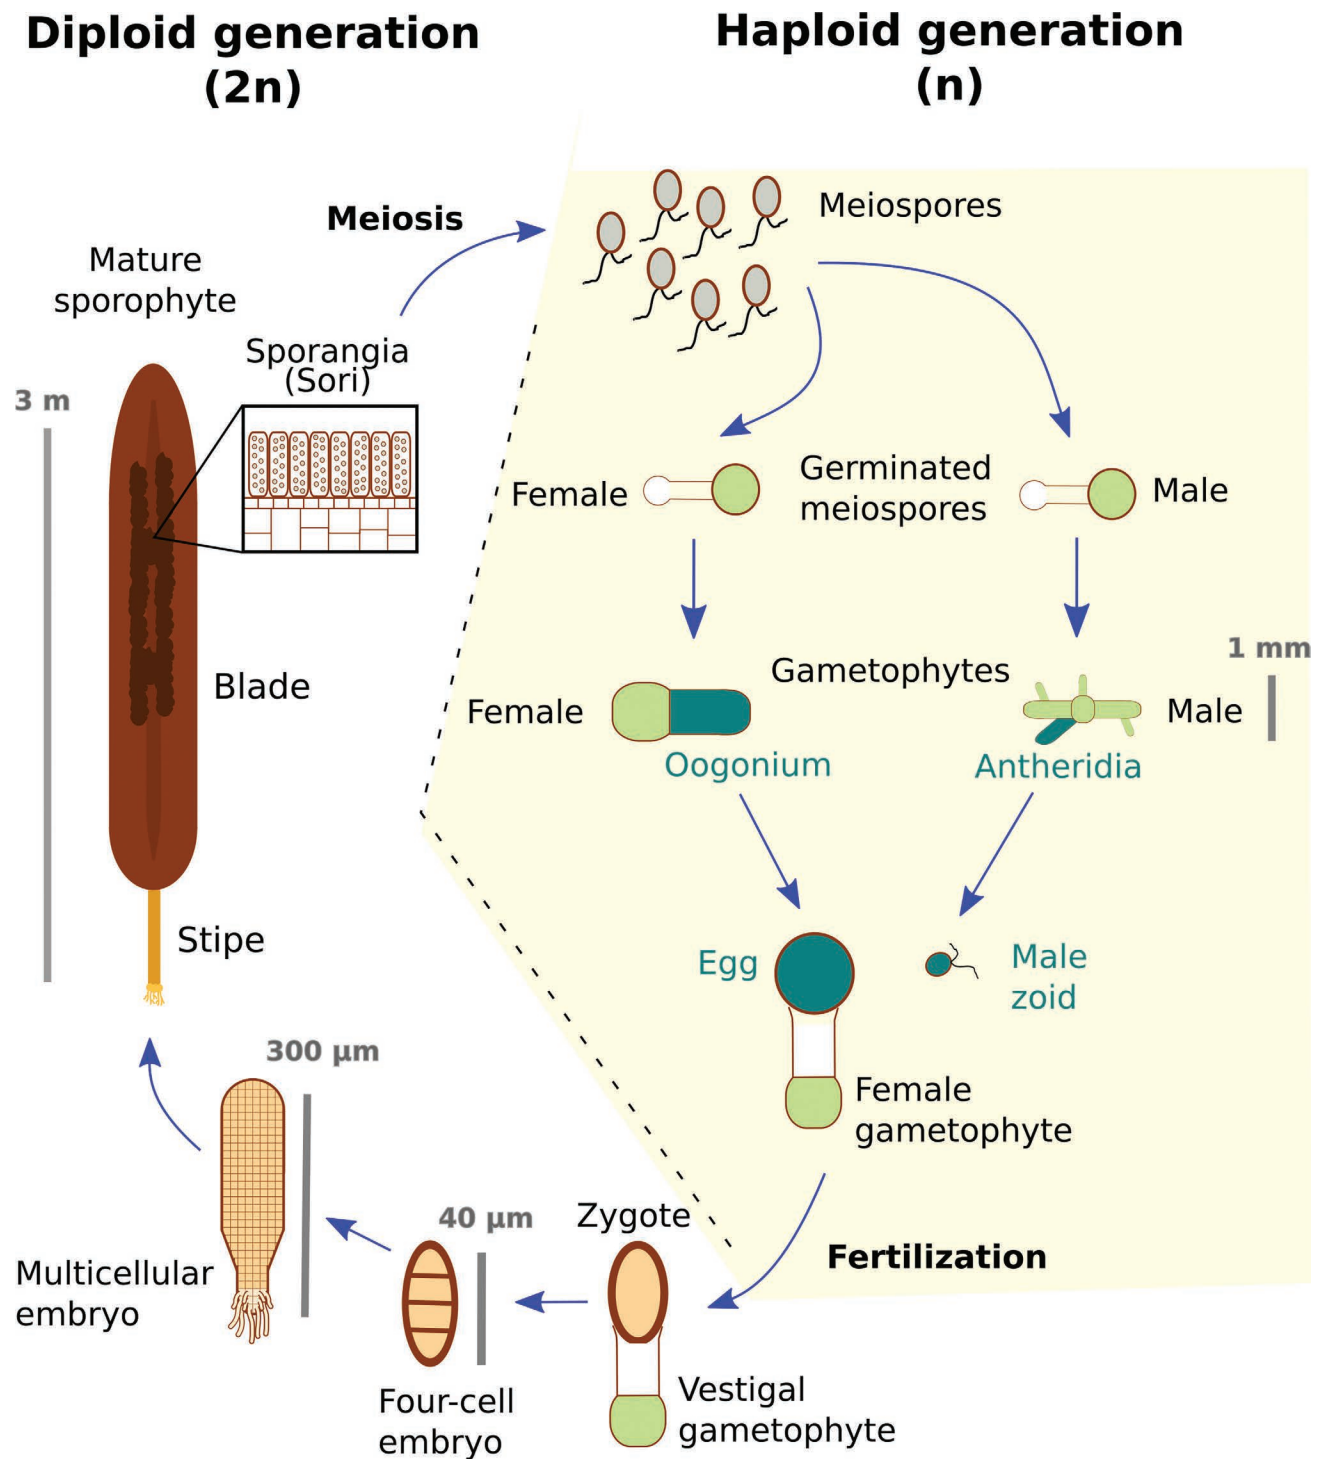 Diploid generation
(2n)
Haploid generation
(n)
Meiosis
Meiospores
Mature
sporophyte
Sporangia
(Sori)
3 m
Female
Germinated
meiospores
Male
Blade
Gametophytes
1 mm
Female
Male
Oogonium
Antheridia
Stipe
Egg
Male
zoid
300 µm
Female
gametophyte
40 µm
Zygote
Fertilization
Multicellular
embryo
Four-cell
embryo
Vestigal
gametophyte